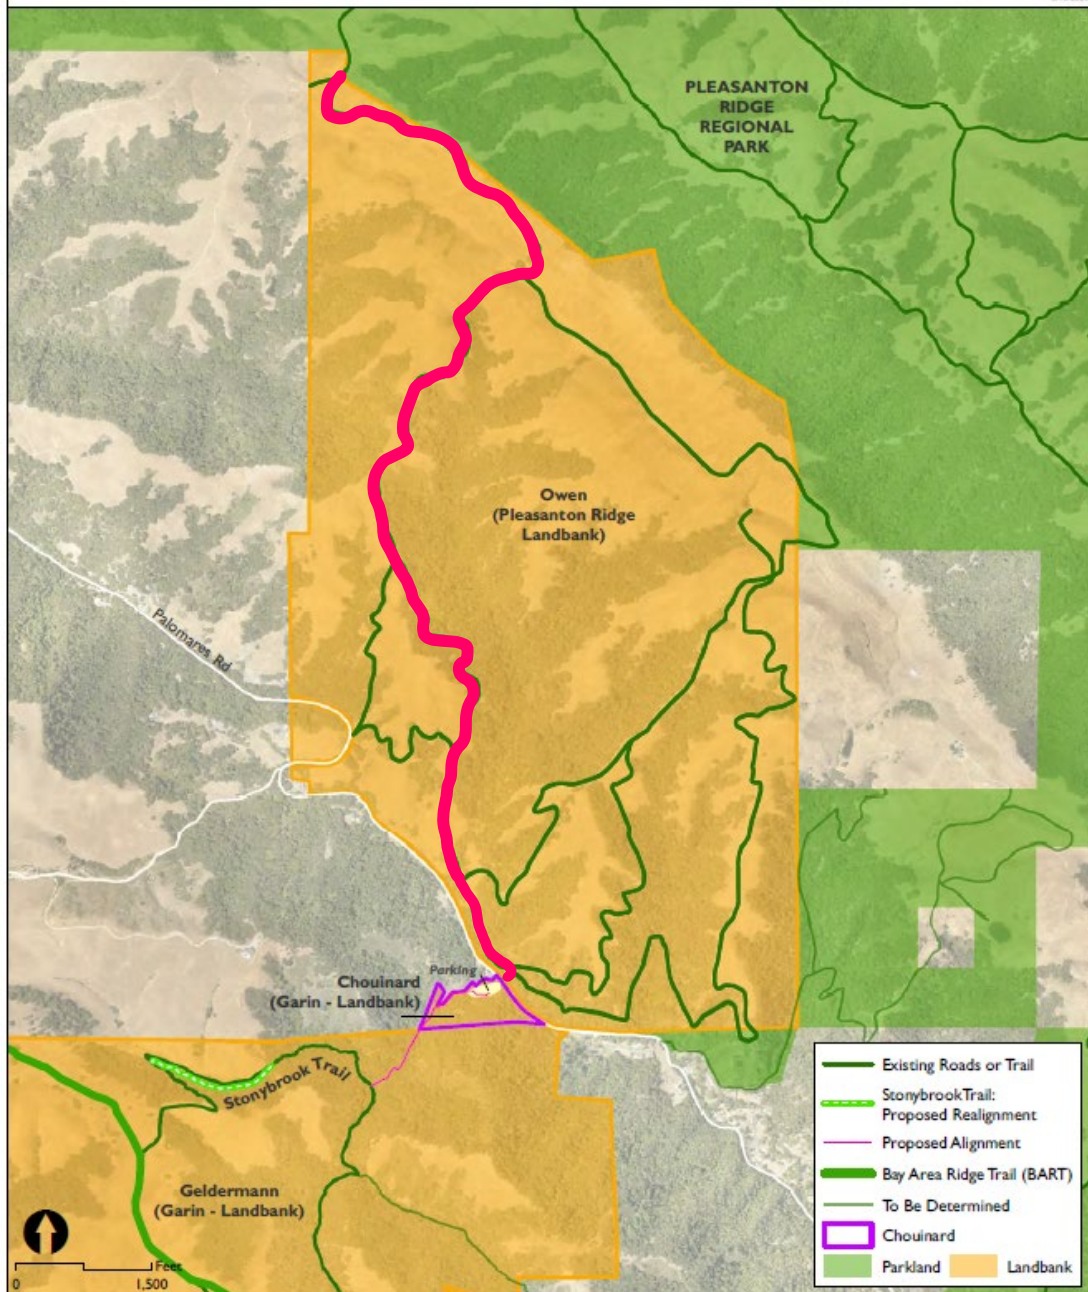 PLEASANTON
RIDGE
REGIONAL
PARK
Owen
(Pleasanton Ridge
Landbank)
Palomares Rd
Parking
Chouinard
(Garin - Landbank)
Stonybrook Trail
Geldermann
(Garin - Landbank)
Feet
0 1,500
Existing Roads or Trail
StonybrookTrail:
Proposed Realignment
Proposed Alignment
Bay Area Ridge Trail (BART)
To Be Determined
Chouinard
Parkland Landbank